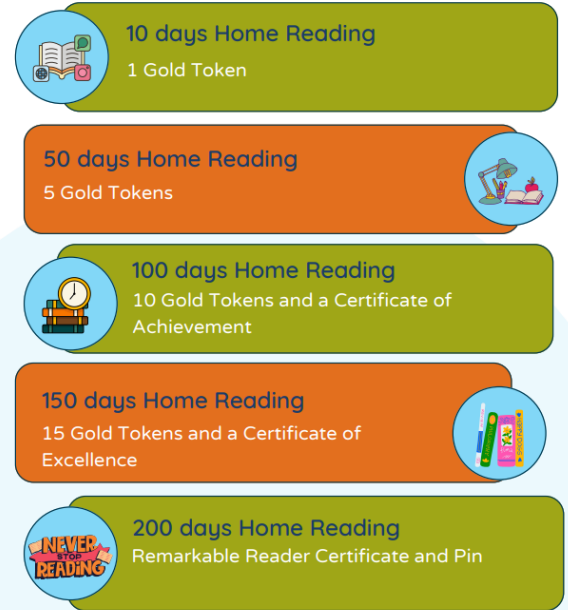 10 days Home Reading
1 Gold Token
50 days Home Reading
5 Gold Tokens
100 days Home Reading
10 Gold Tokens and a Certificate of
Achievement
150 days Home Reading
15 Gold Tokens and a Certificate of
Excellence
NEVER
STOP
READING
200 days Home Reading
Remarkable Reader Certificate and Pin